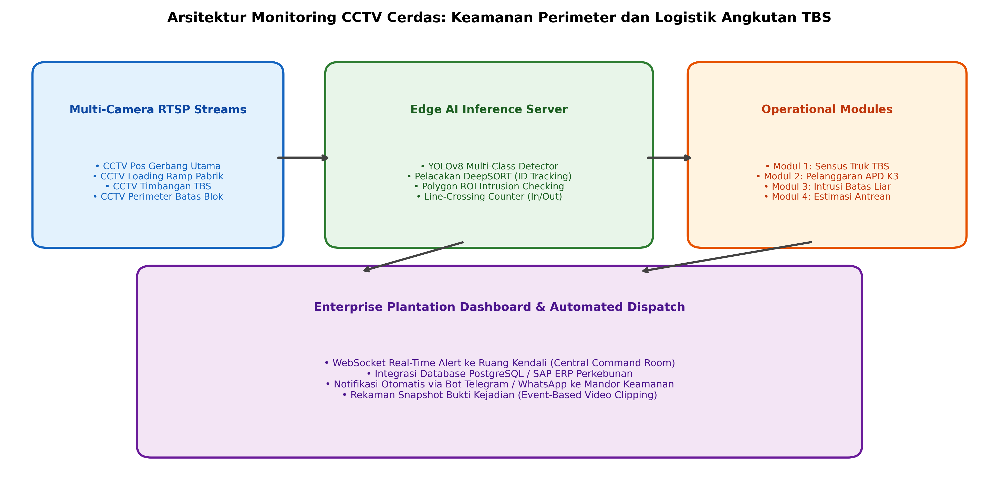 Arsitektur Monitoring CCTV Cerdas: Keamanan Perimeter dan Logistik Angkutan TBS
Multi-Camera RTSP Streams
• CCTV Pos Gerbang Utama
• CCTV Loading Ramp Pabrik
• CCTV Timbangan TBS
• CCTV Perimeter Batas Blok
Edge AI Inference Server
• YOLOv8 Multi-Class Detector
• Pelacakan DeepSORT (ID Tracking)
• Polygon ROI Intrusion Checking
• Line-Crossing Counter (In/Out)
Operational Modules
• Modul 1: Sensus Truk TBS
• Modul 2: Pelanggaran APD K3
• Modul 3: Intrusi Batas Liar
• Modul 4: Estimasi Antrean
Enterprise Plantation Dashboard & Automated Dispatch
• WebSocket Real-Time Alert ke Ruang Kendali (Central Command Room)
• Integrasi Database PostgreSQL / SAP ERP Perkebunan
• Notifikasi Otomatis via Bot Telegram / WhatsApp ke Mandor Keamanan
• Rekaman Snapshot Bukti Kejadian (Event-Based Video Clipping)